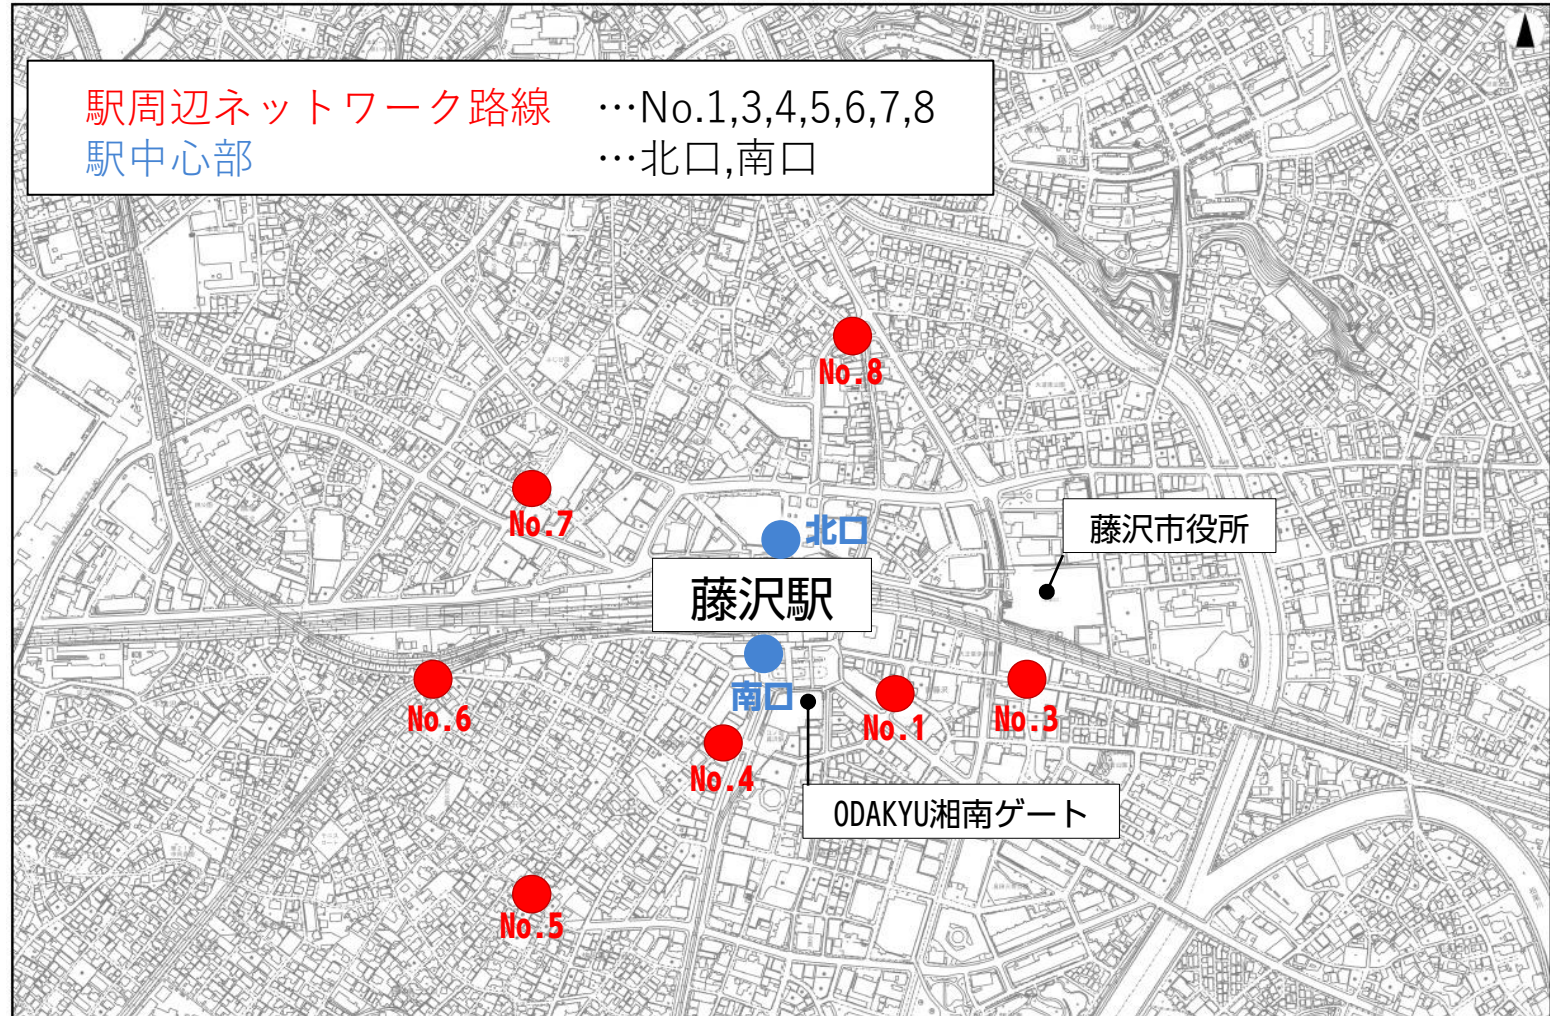 駅周辺ネットワーク路線 …No.1,3,4,5,6,7,8
駅中心部 …北口,南口
No.8
No.7
北口
藤沢市役所
藤沢駅
南口
No.6
No.1
No.3
No.4
ODAKYU湘南ゲート
No.5